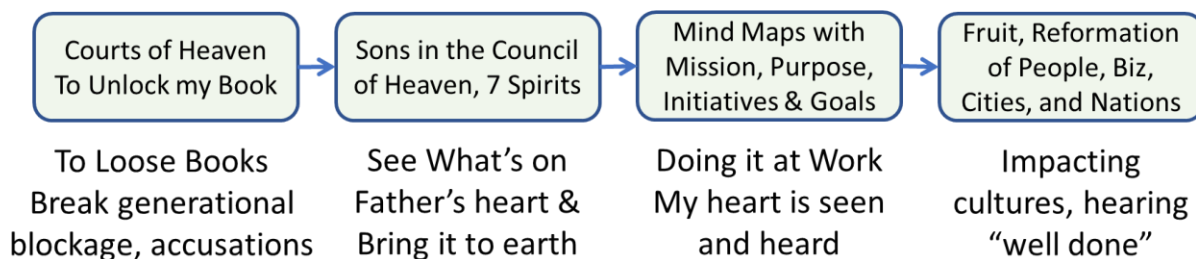 Courts of Heaven
To Unlock my Book
Sons in the Council
of Heaven, 7 Spirits
Mind Maps with
Mission, Purpose,
Initiatives & Goals
Fruit, Reformation
of People, Biz,
Cities, and Nations
To Loose Books
Break generational
blockage, accusations
See What’s on
Father’s heart &
Bring it to earth
Doing it at Work
My heart is seen
and heard
Impacting
cultures, hearing
“well done”